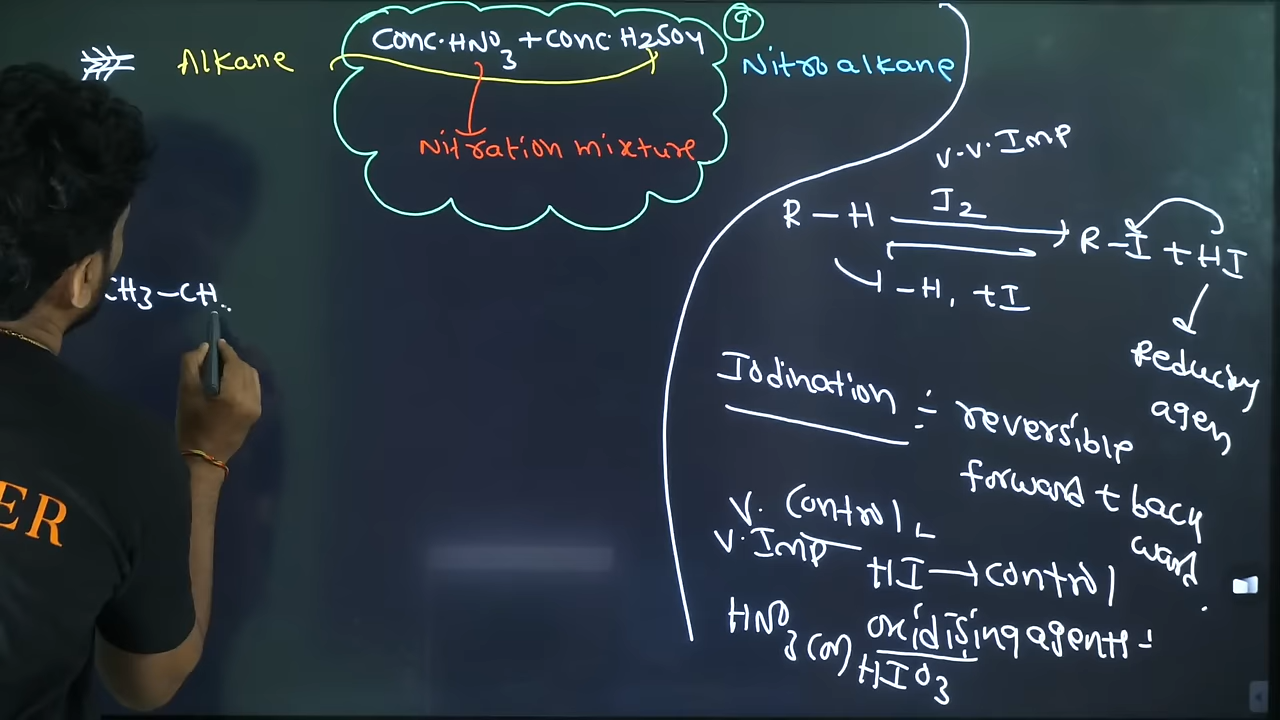 Conc.HNO3 + Conc. H2SO4
9
Alkane
Nitroalkane
Nitration mixture
CH3-CH
ER
v.v. Imp
R-H I2 R-I + HI
-H, +I
Reducing
agen
Iodination :- reversible
forward + back
ward
v. Control
v. Imp
HI → Control
HNO3 (or) oxidising agents -
HIO3